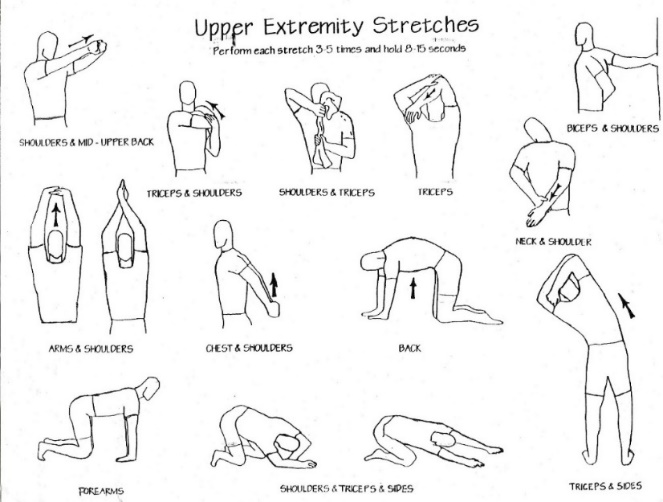 Upper Extremity Stretches
Perform each stretch 3-5 times and hold 8-15 seconds
SHOULDERS & MID - UPPER BACK
TRICEPS & SHOULDERS
SHOULDERS & TRICEPS
TRICEPS
BICEPS & SHOULDERS
NECK & SHOULDER
ARMS & SHOULDERS
CHEST & SHOULDERS
BACK
FOREARMS
SHOULDERS & TRICEPS & SIDES
TRICEPS & SIDES